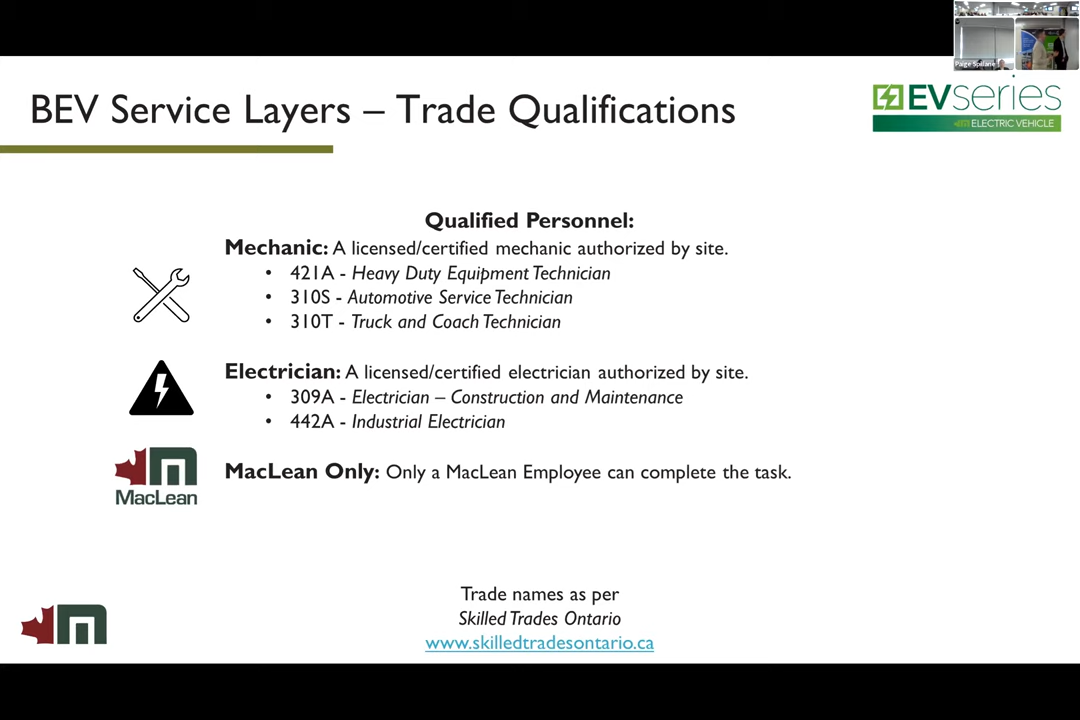 Paige Spillane
BEV Service Layers – Trade Qualifications
EVseries
ELECTRIC VEHICLE
Qualified Personnel:
Mechanic: A licensed/certified mechanic authorized by site.
• 421A - Heavy Duty Equipment Technician
• 310S - Automotive Service Technician
• 310T - Truck and Coach Technician
Electrician: A licensed/certified electrician authorized by site.
• 309A - Electrician – Construction and Maintenance
• 442A - Industrial Electrician
MacLean
MacLean Only: Only a MacLean Employee can complete the task.
Trade names as per
Skilled Trades Ontario
www.skilledtradesontario.ca